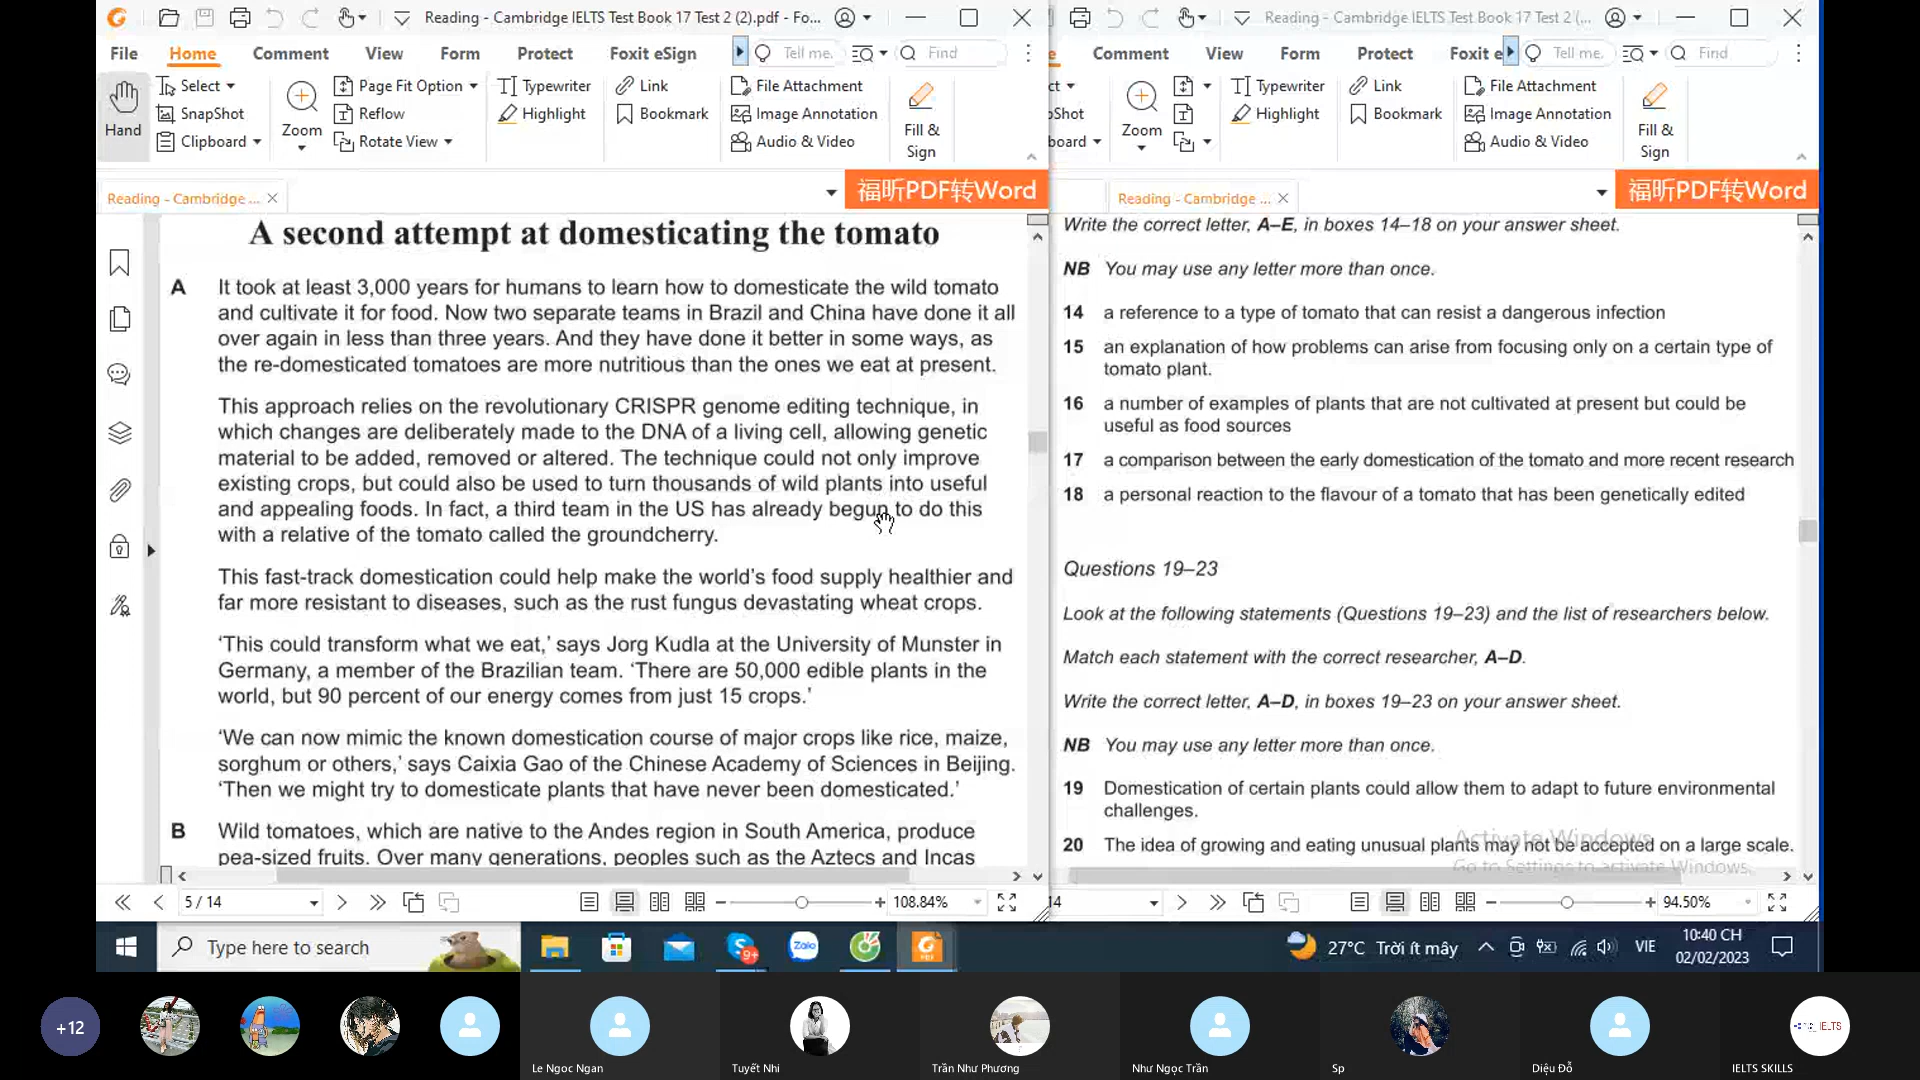 Reading - Cambridge IELTS Test Book 17 Test 2 (2).pdf - Fo...
File Home Comment View Form Protect Foxit eSign Tell me. Find
Hand
Select
SnapShot
Clipboard
Zoom
Page Fit Option
Reflow
Rotate View
Typewriter
Highlight
Link
Bookmark
File Attachment
Image Annotation
Audio & Video
Fill &
Sign
Reading - Cambridge ...
福昕PDF转Word
A second attempt at domesticating the tomato
A It took at least 3,000 years for humans to learn how to domesticate the wild tomato
and cultivate it for food. Now two separate teams in Brazil and China have done it all
over again in less than three years. And they have done it better in some ways, as
the re-domesticated tomatoes are more nutritious than the ones we eat at present.
This approach relies on the revolutionary CRISPR genome editing technique, in
which changes are deliberately made to the DNA of a living cell, allowing genetic
material to be added, removed or altered. The technique could not only improve
existing crops, but could also be used to turn thousands of wild plants into useful
and appealing foods. In fact, a third team in the US has already begun to do this
with a relative of the tomato called the groundcherry.
This fast-track domestication could help make the world's food supply healthier and
far more resistant to diseases, such as the rust fungus devastating wheat crops.
'This could transform what we eat,' says Jorg Kudla at the University of Munster in
Germany, a member of the Brazilian team. 'There are 50,000 edible plants in the
world, but 90 percent of our energy comes from just 15 crops.'
'We can now mimic the known domestication course of major crops like rice, maize,
sorghum or others,' says Caixia Gao of the Chinese Academy of Sciences in Beijing.
'Then we might try to domesticate plants that have never been domesticated.'
B Wild tomatoes, which are native to the Andes region in South America, produce
pea-sized fruits. Over many generations, peoples such as the Aztecs and Incas
5 / 14
108.84%
Reading - Cambridge IELTS Test Book 17 Test 2 (...
e Comment View Form Protect Foxit e Tell me. Find
ct
Shot
board
Zoom
Typewriter
Highlight
Link
Bookmark
File Attachment
Image Annotation
Audio & Video
Fill &
Sign
Reading - Cambridge ...
福昕PDF转Word
Write the correct letter, A–E, in boxes 14–18 on your answer sheet.
NB You may use any letter more than once.
14 a reference to a type of tomato that can resist a dangerous infection
15 an explanation of how problems can arise from focusing only on a certain type of
tomato plant.
16 a number of examples of plants that are not cultivated at present but could be
useful as food sources
17 a comparison between the early domestication of the tomato and more recent research
18 a personal reaction to the flavour of a tomato that has been genetically edited
Questions 19–23
Look at the following statements (Questions 19–23) and the list of researchers below.
Match each statement with the correct researcher, A–D.
Write the correct letter, A–D, in boxes 19–23 on your answer sheet.
NB You may use any letter more than once.
19 Domestication of certain plants could allow them to adapt to future environmental
challenges.
20 The idea of growing and eating unusual plants may not be accepted on a large scale.
Activate Windows
Go to Settings to activate Windows.
14
94.50%
Type here to search
9+
Zalo
PDF
27°C Trời ít mây
VIE
10:40 CH
02/02/2023
+12
Le Ngoc Ngan
Tuyết Nhi
Trần Như Phương
Như Ngọc Trần
Sp
Diệu Đỗ
IELTS
IELTS SKILLS